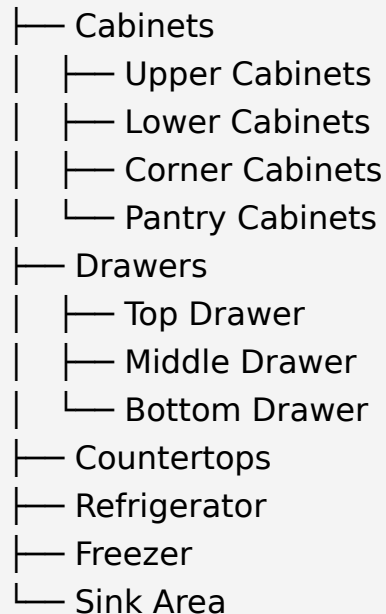 ├── Cabinets
│   ├── Upper Cabinets
│   ├── Lower Cabinets
│   ├── Corner Cabinets
│   └── Pantry Cabinets
├── Drawers
│   ├── Top Drawer
│   ├── Middle Drawer
│   └── Bottom Drawer
├── Countertops
├── Refrigerator
├── Freezer
└── Sink Area